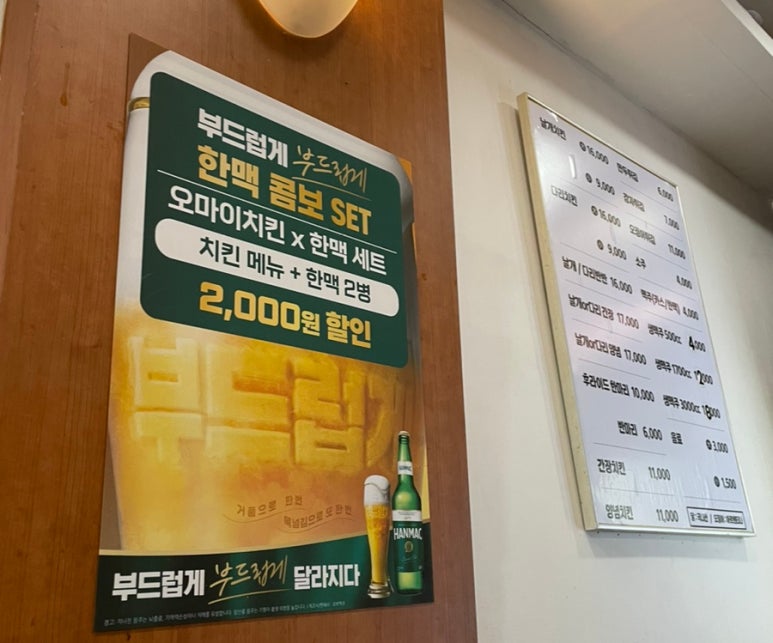 부드럽게 부드럽게
한맥 콤보 SET
오마이치킨 x 한맥 세트
치킨 메뉴 + 한맥 2병
2,000원 할인
부드럽게
거품으로 한 번
목넘김으로 또 한 번
HANMAC
HANMAC
부드럽게 부드럽게 달라지다
날개치킨 16,000
9,000
다리치킨 16,000
9,000
날개 / 다리반반 16,000
날개or다리 간장 17,000
날개or다리 양념 17,000
후라이드 한마리 10,000
반마리 6,000
간장치킨 11,000
양념치킨 11,000
만두튀김 6,000
감자튀김 7,000
11,000
소주 4,000
맥주(카스/한맥) 4,000
생맥주 500cc 4,000
생맥주 1700cc 12,000
생맥주 3000cc 18,000
음료 3,000
1,500